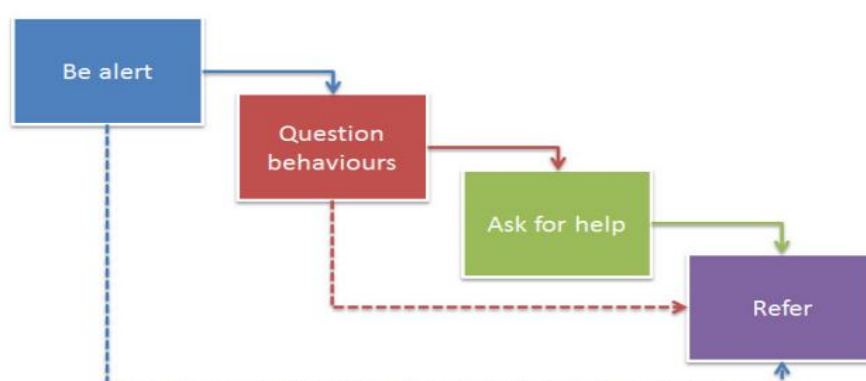 Be alert
Question
behaviours
Ask for help
Refer